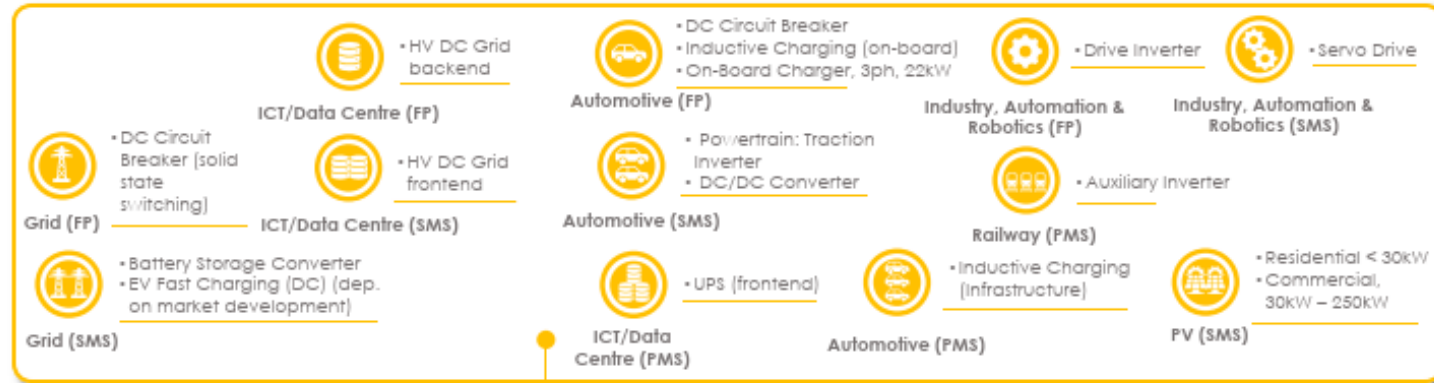 • HV DC Grid
backend
ICT/Data Centre (FP)
• DC Circuit Breaker
• Inductive Charging (on-board)
• On-Board Charger, 3ph, 22kW
Automotive (FP)
• Drive Inverter
Industry, Automation &
Robotics (FP)
• Servo Drive
Industry, Automation &
Robotics (SMS)
• DC Circuit
Breaker (solid
state
switching)
Grid (FP)
• HV DC Grid
frontend
ICT/Data Centre (SMS)
• Powertrain: Traction
Inverter
• DC/DC Converter
Automotive (SMS)
• Auxiliary Inverter
Railway (PMS)
• Battery Storage Converter
• EV Fast Charging (DC) (dep.
on market development)
Grid (SMS)
• UPS (frontend)
ICT/Data
Centre (PMS)
• Inductive Charging
(Infrastructure)
Automotive (PMS)
• Residential < 30kW
• Commercial,
30kW – 250kW
PV (SMS)